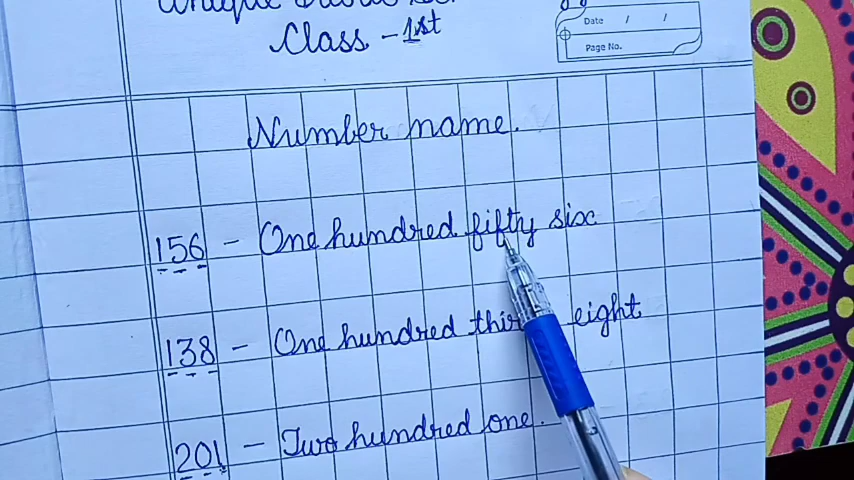 Unique
Class - 1st
Date / /
Page No.
Number name.
156 - One hundred fifty six
138 - One hundred eight
201 - Two hundred one.